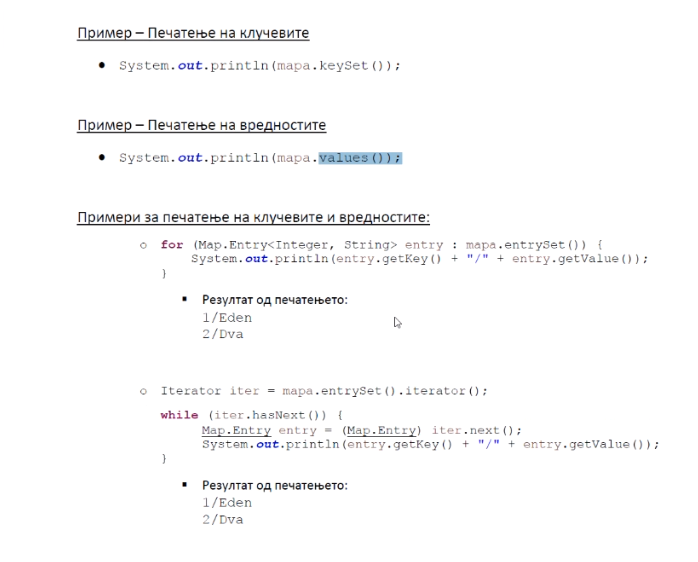 Пример – Печатење на клучевите
• System.out.println(mapa.keySet());
Пример – Печатење на вредностите
• System.out.println(mapa.values());
Примери за печатење на клучевите и вредностите:
o for (Map.Entry<Integer, String> entry : mapa.entrySet()) {
System.out.println(entry.getKey() + "/" + entry.getValue());
}
▪ Резултат од печатењето:
1/Eden
2/Dva
o Iterator iter = mapa.entrySet().iterator();
while (iter.hasNext()) {
Map.Entry entry = (Map.Entry) iter.next();
System.out.println(entry.getKey() + "/" + entry.getValue());
}
▪ Резултат од печатењето:
1/Eden
2/Dva